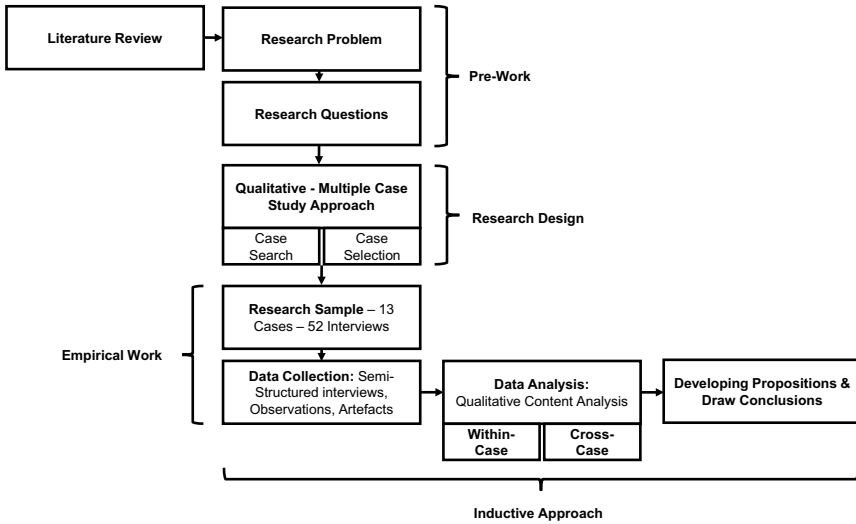 Literature Review
Research Problem
Pre-Work
Research Questions
Qualitative - Multiple Case
Study Approach
Research Design
Case
Search
Case
Selection
Research Sample – 13
Cases – 52 Interviews
Empirical Work
Data Collection: Semi-
Structured interviews,
Observations, Artefacts
Data Analysis:
Qualitative Content Analysis
Within-
Case
Cross-
Case
Developing Propositions &
Draw Conclusions
Inductive Approach